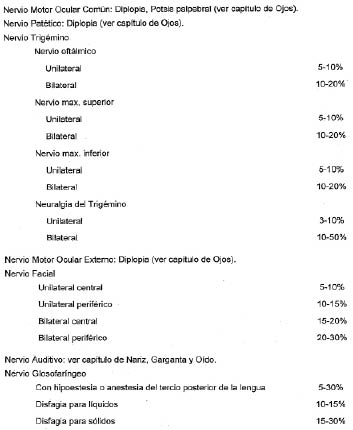 Nervio Motor Ocular Común: Diplopia, Potsis palpebral (ver capítulo de Ojos).
Nervio Patético: Diplopia (ver capítulo de Ojos).
Nervio Trigémino
Nervio oftálmico
Unilateral 5-10%
Bilateral 10-20%
Nervio max. superior
Unilateral 5-10%
Bilateral 10-20%
Nervio max. inferior
Unilateral 5-10%
Bilateral 10-20%
Neuralgia del Trigémino
Unilateral 3-10%
Bilateral 10-50%
Nervio Motor Ocular Externo: Diplopia (ver capítulo de Ojos).
Nervio Facial
Unilateral central 5-10%
Unilateral periférico 10-15%
Bilateral central 15-20%
Bilateral periférico 20-30%
Nervio Auditivo: ver capítulo de Nariz, Garganta y Oído.
Nervio Glosofaríngeo
Con hipoestesia o anestesia del tercio posterior de la lengua 5-30%
Disfagia para líquidos 10-15%
Disfagia para sólidos 15-30%